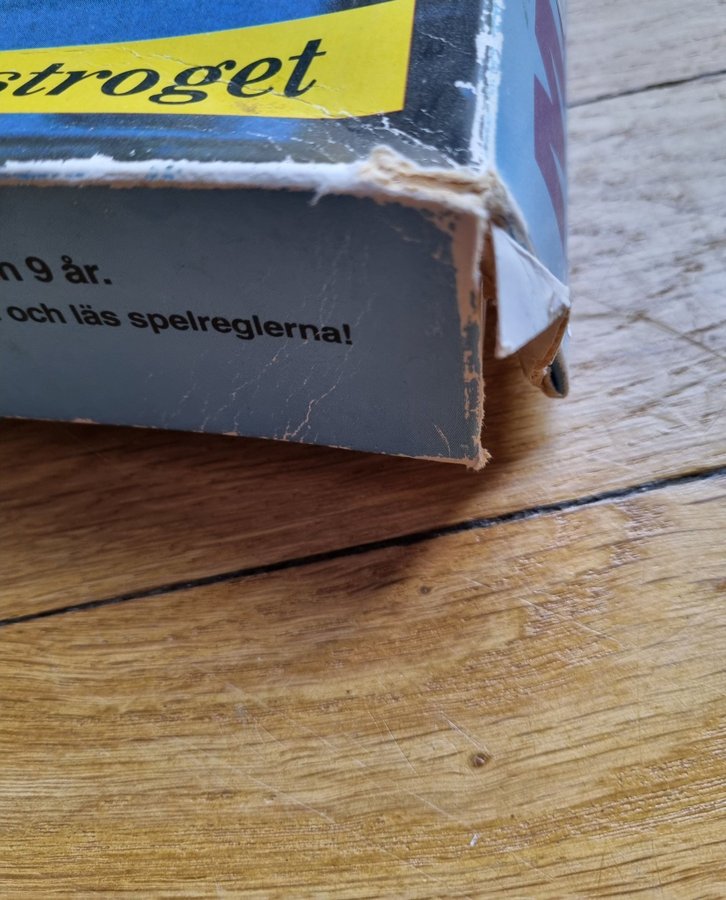 stroget
n 9 år.
och läs spelreglerna!